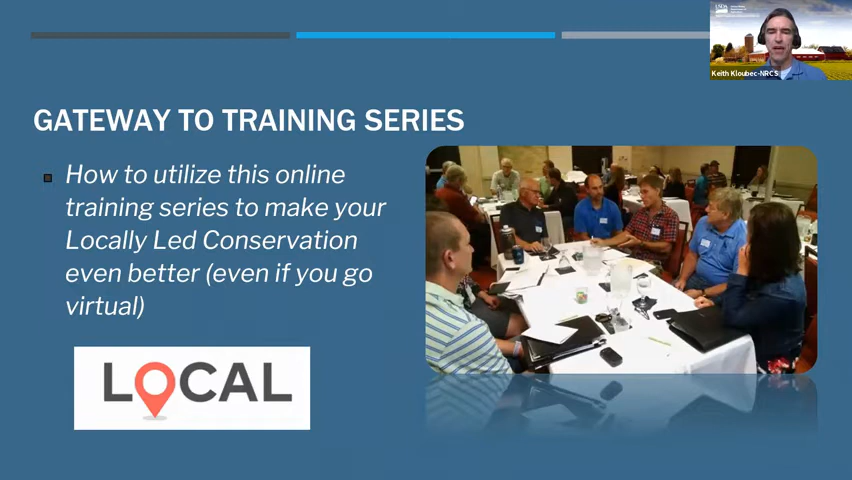 USDA
Keith Kloubec-NRCS
GATEWAY TO TRAINING SERIES
How to utilize this online
training series to make your
Locally Led Conservation
even better (even if you go
virtual)
LOCAL